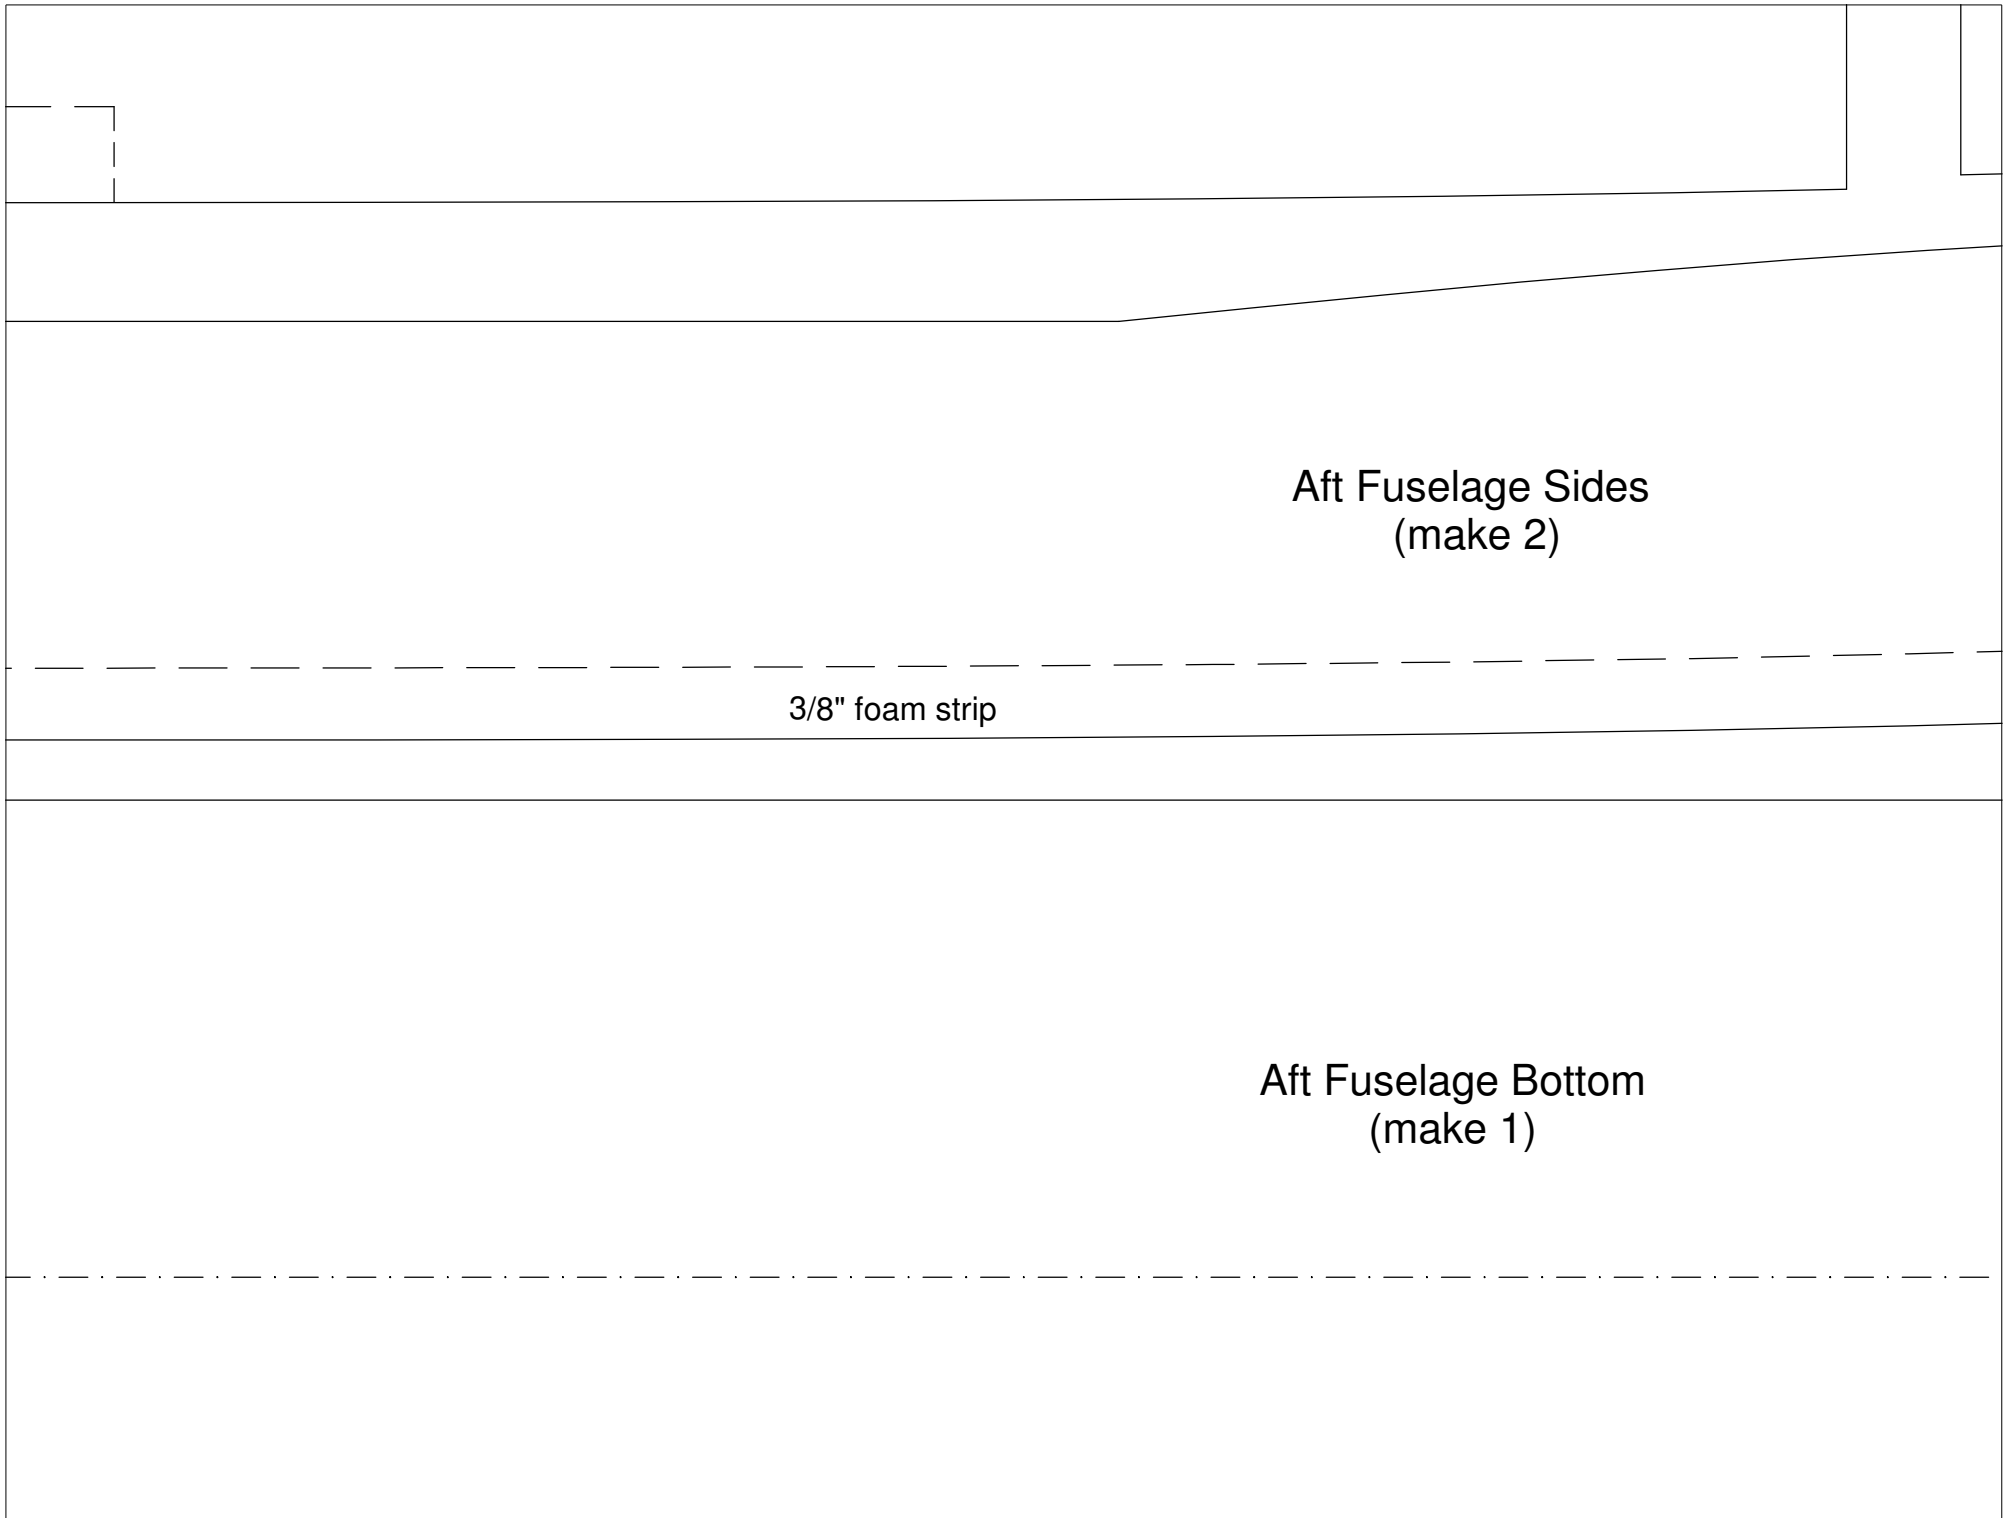 Aft Fuselage Sides
(make 2)
3/8" foam strip
Aft Fuselage Bottom
(make 1)